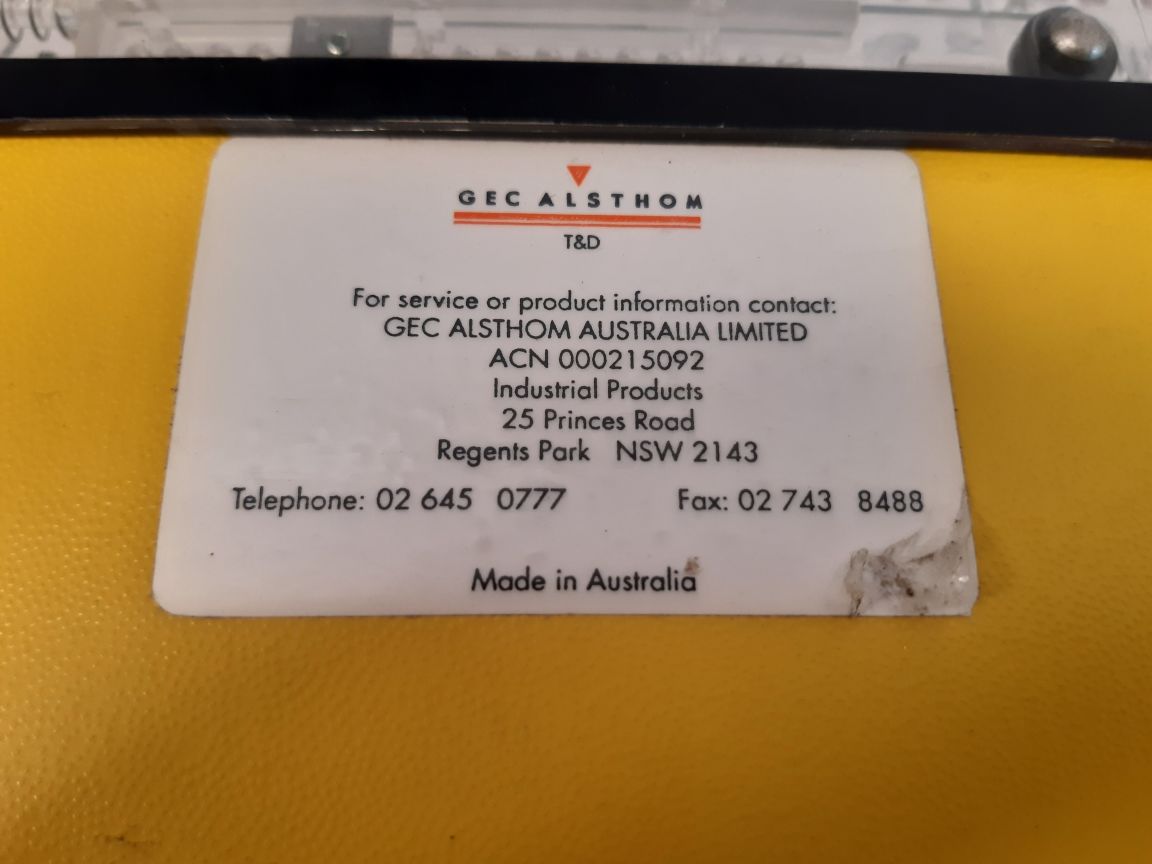 GEC ALSTHOM
T&D
For service or product information contact:
GEC ALSTHOM AUSTRALIA LIMITED
ACN 000215092
Industrial Products
25 Princes Road
Regents Park NSW 2143
Telephone: 02 645 0777 Fax: 02 743 8488
Made in Australia